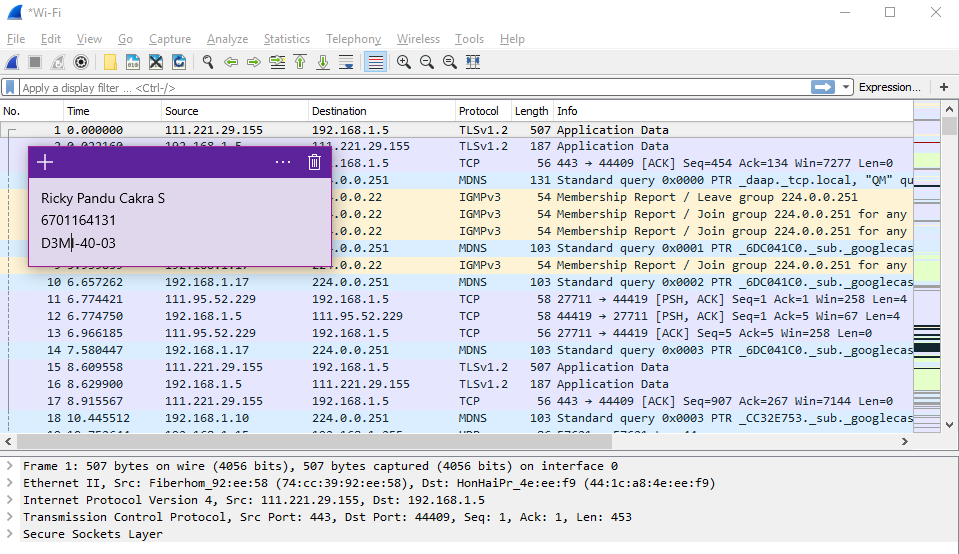 *Wi-Fi
File Edit View Go Capture Analyze Statistics Telephony Wireless Tools Help
Apply a display filter ... <Ctrl-/> Expression... +
No. Time Source Destination Protocol Length Info
1 0.000000 111.221.29.155 192.168.1.5 TLSv1.2 507 Application Data
111.221.29.155 TLSv1.2 187 Application Data
.168.1.5 TCP 56 443 → 44409 [ACK] Seq=454 Ack=134 Win=7277 Len=0
.0.0.251 MDNS 131 Standard query 0x0000 PTR _daap._tcp.local, "QM" qu
.0.0.22 IGMPv3 54 Membership Report / Leave group 224.0.0.251
.0.0.22 IGMPv3 54 Membership Report / Join group 224.0.0.251 for any
.0.0.22 IGMPv3 54 Membership Report / Join group 224.0.0.251 for any
.0.0.251 MDNS 103 Standard query 0x0001 PTR _6DC041C0._sub._googlecas
.0.0.22 IGMPv3 54 Membership Report / Join group 224.0.0.251 for any
10 6.657262 192.168.1.17 224.0.0.251 MDNS 103 Standard query 0x0002 PTR _6DC041C0._sub._googlecas
11 6.774421 111.95.52.229 192.168.1.5 TCP 58 27711 → 44419 [PSH, ACK] Seq=1 Ack=1 Win=258 Len=4
12 6.774750 192.168.1.5 111.95.52.229 TCP 58 44419 → 27711 [PSH, ACK] Seq=1 Ack=5 Win=67 Len=4
13 6.966185 111.95.52.229 192.168.1.5 TCP 56 27711 → 44419 [ACK] Seq=5 Ack=5 Win=258 Len=0
14 7.580447 192.168.1.17 224.0.0.251 MDNS 103 Standard query 0x0003 PTR _6DC041C0._sub._googlecas
15 8.609558 111.221.29.155 192.168.1.5 TLSv1.2 507 Application Data
16 8.629900 192.168.1.5 111.221.29.155 TLSv1.2 187 Application Data
17 8.915567 111.221.29.155 192.168.1.5 TCP 56 443 → 44409 [ACK] Seq=907 Ack=267 Win=7144 Len=0
18 10.445512 192.168.1.10 224.0.0.251 MDNS 103 Standard query 0x0003 PTR _CC32E753._sub._googlecas
Ricky Pandu Cakra S
6701164131
D3MI-40-03
Frame 1: 507 bytes on wire (4056 bits), 507 bytes captured (4056 bits) on interface 0
Ethernet II, Src: Fiberhom_92:ee:58 (74:cc:39:92:ee:58), Dst: HonHaiPr_4e:ee:f9 (44:1c:a8:4e:ee:f9)
Internet Protocol Version 4, Src: 111.221.29.155, Dst: 192.168.1.5
Transmission Control Protocol, Src Port: 443, Dst Port: 44409, Seq: 1, Ack: 1, Len: 453
Secure Sockets Layer